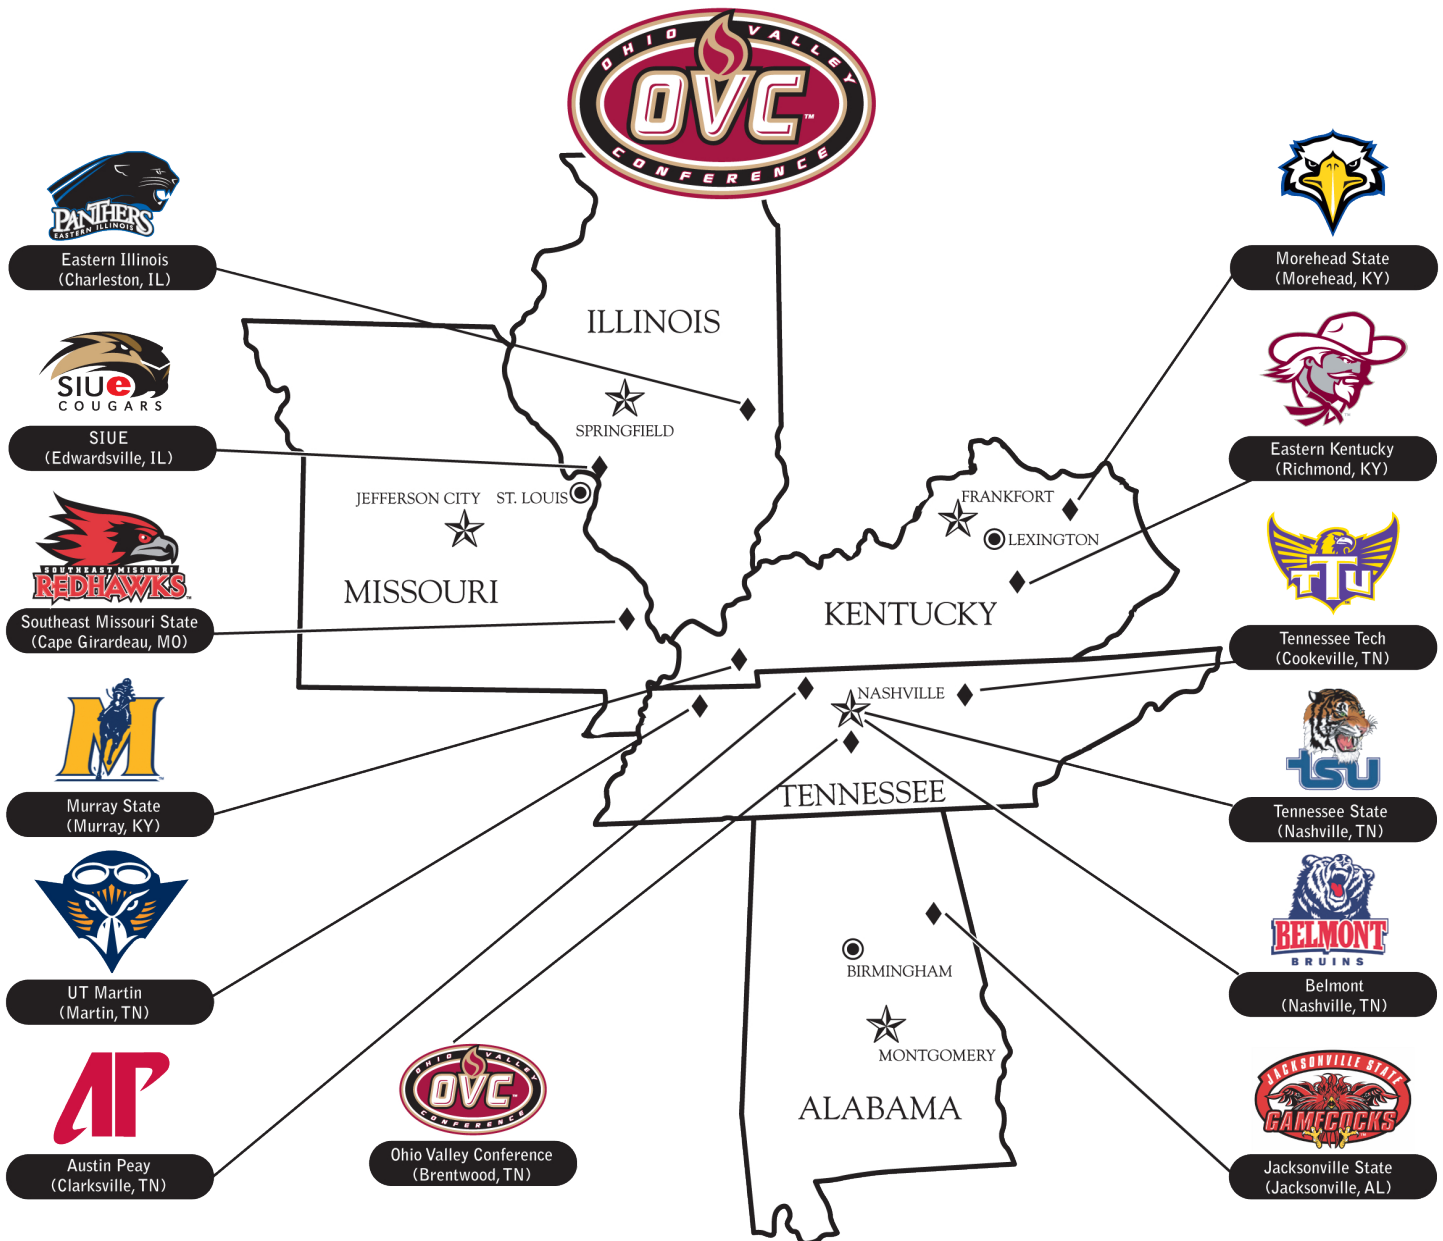 OHIO VALLEY
OVC™
CONFERENCE
PANTHERS
EASTERN ILLINOIS
Eastern Illinois
(Charleston, IL)
SIUe
COUGARS
SIUE
(Edwardsville, IL)
SOUTHEAST MISSOURI
REDHAWKS
Southeast Missouri State
(Cape Girardeau, MO)
M
Murray State
(Murray, KY)
UT Martin
(Martin, TN)
AP
Austin Peay
(Clarksville, TN)
OHIO VALLEY
OVC
CONFERENCE
Ohio Valley Conference
(Brentwood, TN)
ILLINOIS
SPRINGFIELD
JEFFERSON CITY
ST. LOUIS
MISSOURI
FRANKFORT
LEXINGTON
KENTUCKY
NASHVILLE
TENNESSEE
BIRMINGHAM
MONTGOMERY
ALABAMA
Morehead State
(Morehead, KY)
Eastern Kentucky
(Richmond, KY)
TTU
Tennessee Tech
(Cookeville, TN)
tsu
Tennessee State
(Nashville, TN)
BELMONT
BRUINS
Belmont
(Nashville, TN)
JACKSONVILLE STATE
GAMECOCKS
Jacksonville State
(Jacksonville, AL)